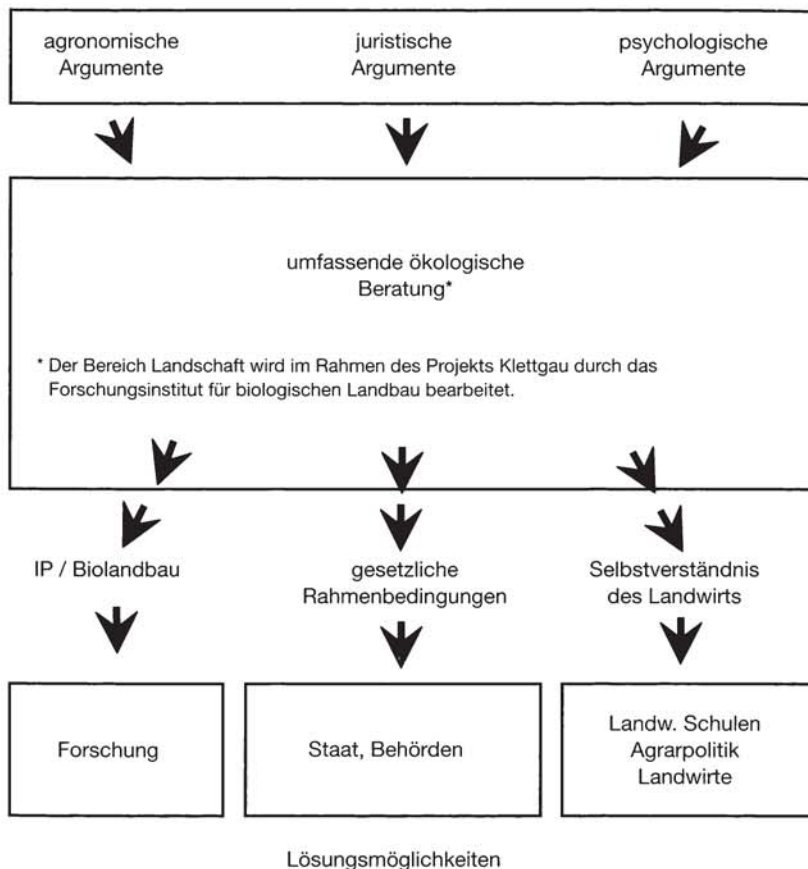 agronomische
Argumente
juristische
Argumente
psychologische
Argumente
umfassende ökologische
Beratung*
* Der Bereich Landschaft wird im Rahmen des Projekts Klettgau durch das
Forschungsinstitut für biologischen Landbau bearbeitet.
IP / Biolandbau
gesetzliche
Rahmenbedingungen
Selbstverständnis
des Landwirts
Forschung
Staat, Behörden
Landw. Schulen
Agrarpolitik
Landwirte
Lösungsmöglichkeiten